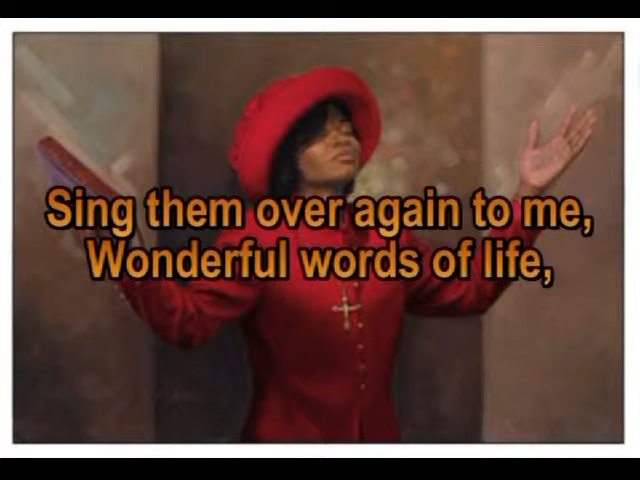 Sing them over again to me,
Wonderful words of life,